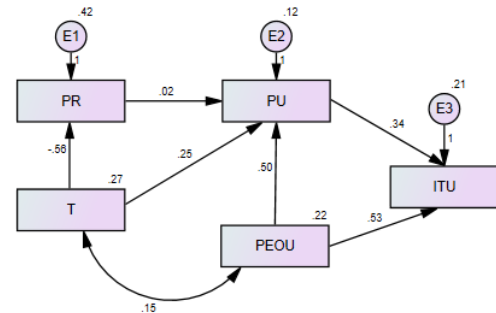 .42
E1
1
.12
E2
1
PR
.02
PU
.21
E3
1
.34
-.56
.25
.50
.27
T
ITU
.22
.53
PEOU
.15